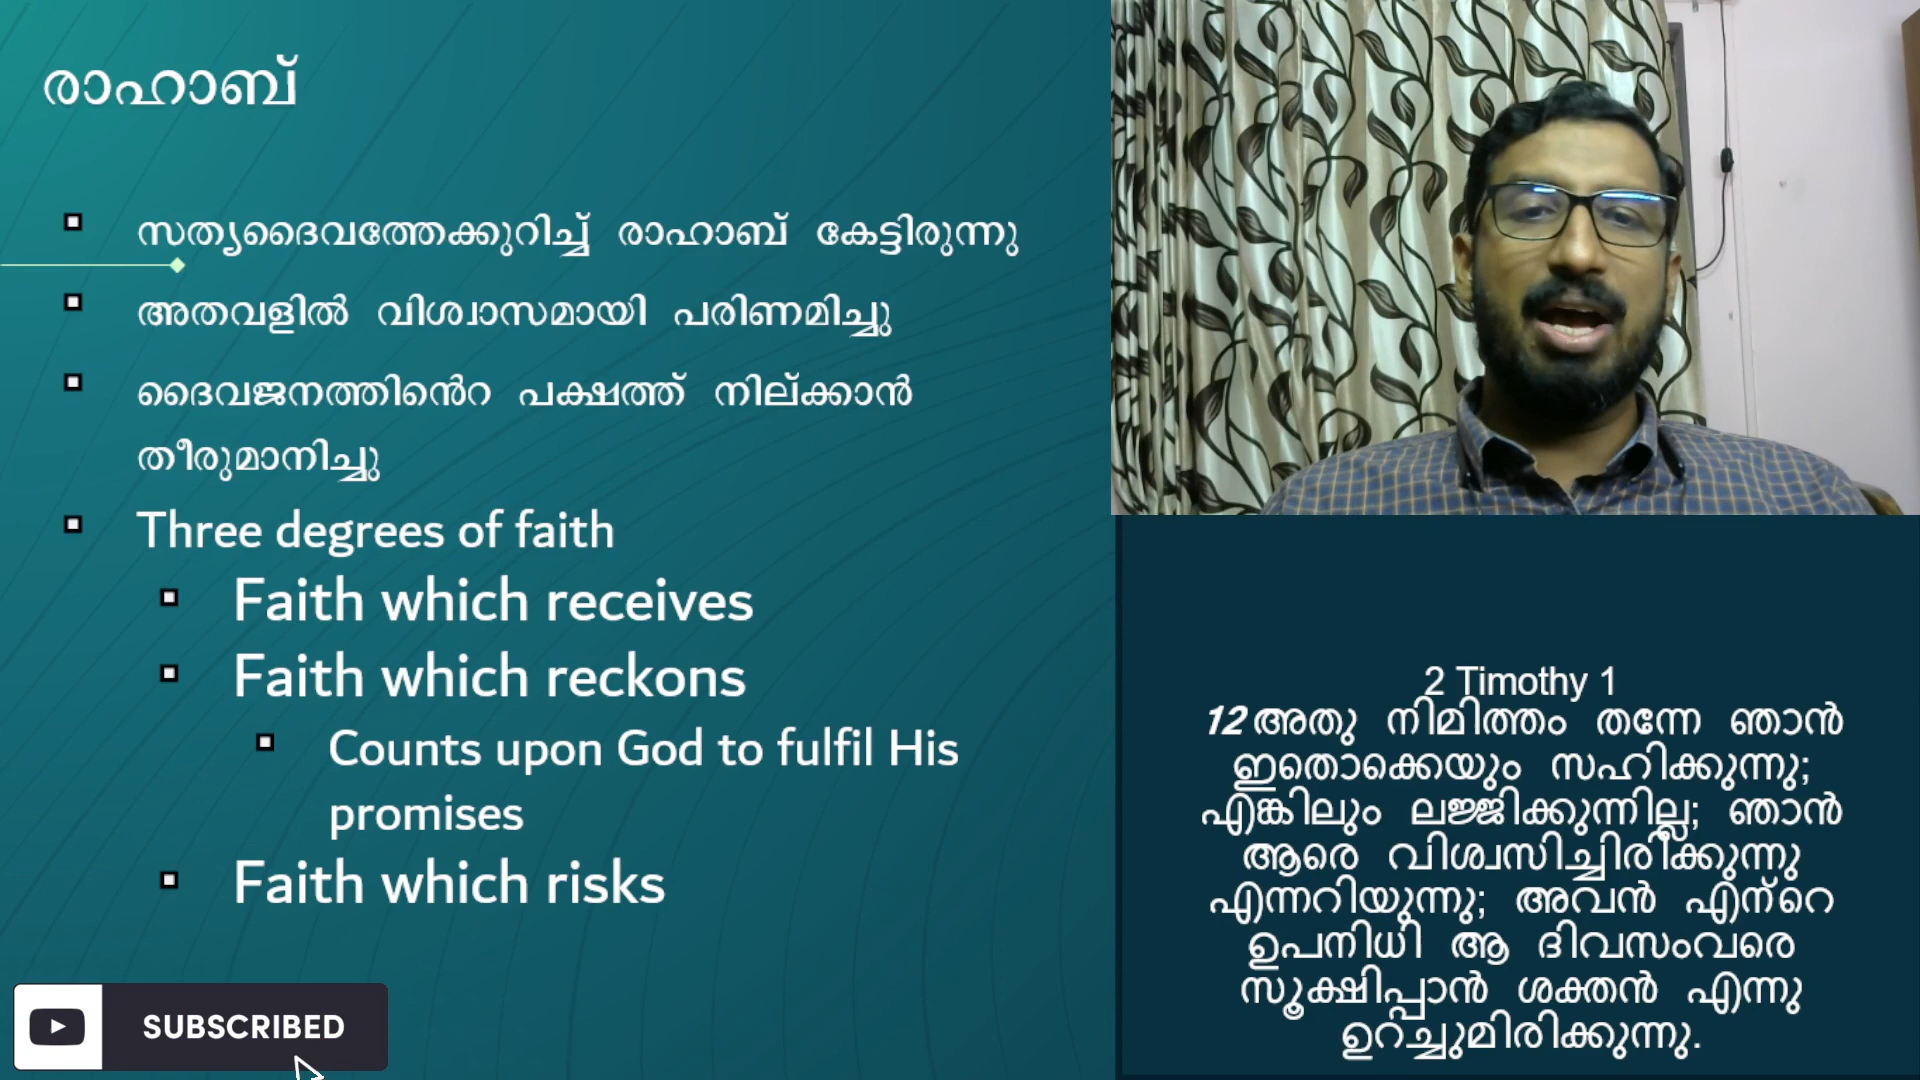 രാഹാബ്
സത്യദൈവത്തേക്കുറിച്ച് രാഹാബ് കേട്ടിരുന്നു
അതവളിൽ വിശ്വാസമായി പരിണമിച്ചു
ദൈവജനത്തിൻെറ പക്ഷത്ത് നില്ക്കാൻ
തീരുമാനിച്ചു
Three degrees of faith
Faith which receives
Faith which reckons
Counts upon God to fulfil His
promises
Faith which risks
SUBSCRIBED
2 Timothy 1
12 അതു നിമിത്തം തന്നേ ഞാൻ
ഇതൊക്കെയും സഹിക്കുന്നു;
എങ്കിലും ലജ്ജിക്കുന്നില്ല; ഞാൻ
ആരെ വിശ്വസിച്ചിരിക്കുന്നു
എന്നറിയുന്നു; അവൻ എന്റെ
ഉപനിധി ആ ദിവസംവരെ
സൂക്ഷിപ്പാൻ ശക്തൻ എന്നു
ഉറച്ചുമിരിക്കുന്നു.